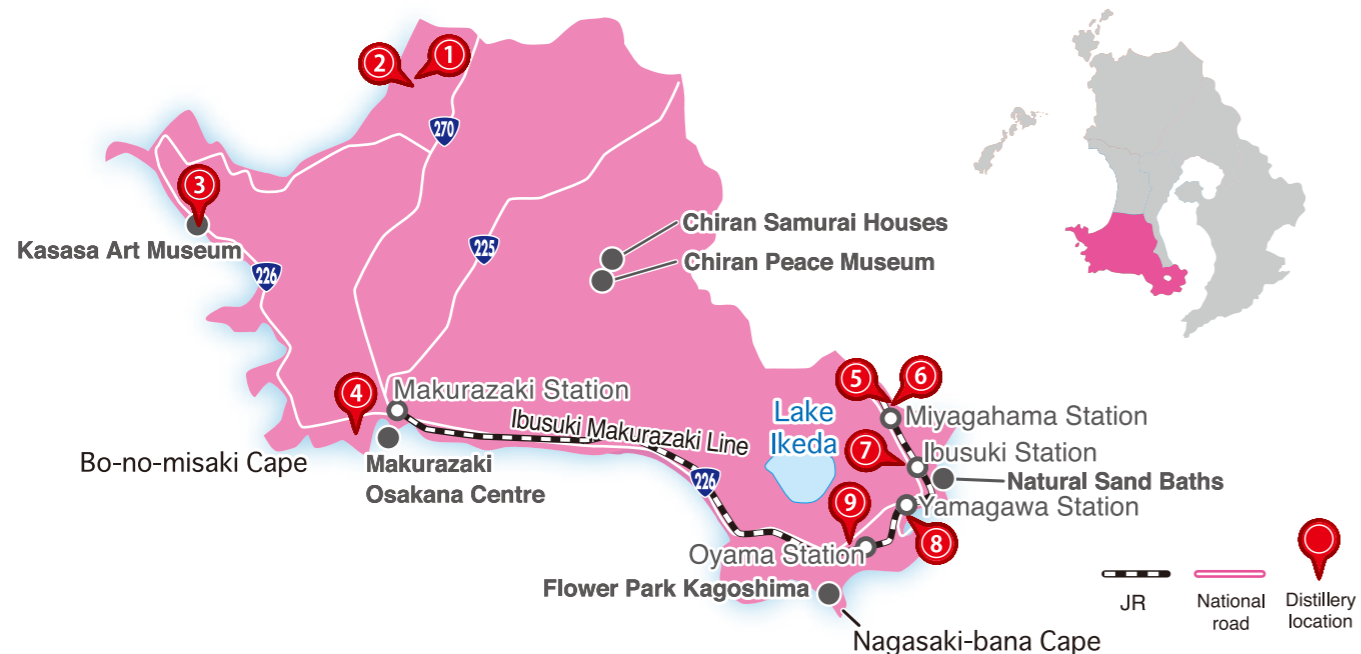 2
1
270
3
Kasasa Art Museum
226
225
Chiran Samurai Houses
Chiran Peace Museum
4
Makurazaki Station
Ibusuki Makurazaki Line
Bo-no-misaki Cape
Makurazaki
Osakana Centre
226
Lake
Ikeda
5
6
Miyagahama Station
7
Ibusuki Station
Natural Sand Baths
Yamagawa Station
8
9
Oyama Station
Flower Park Kagoshima
Nagasaki-bana Cape
JR
National
road
Distillery
location